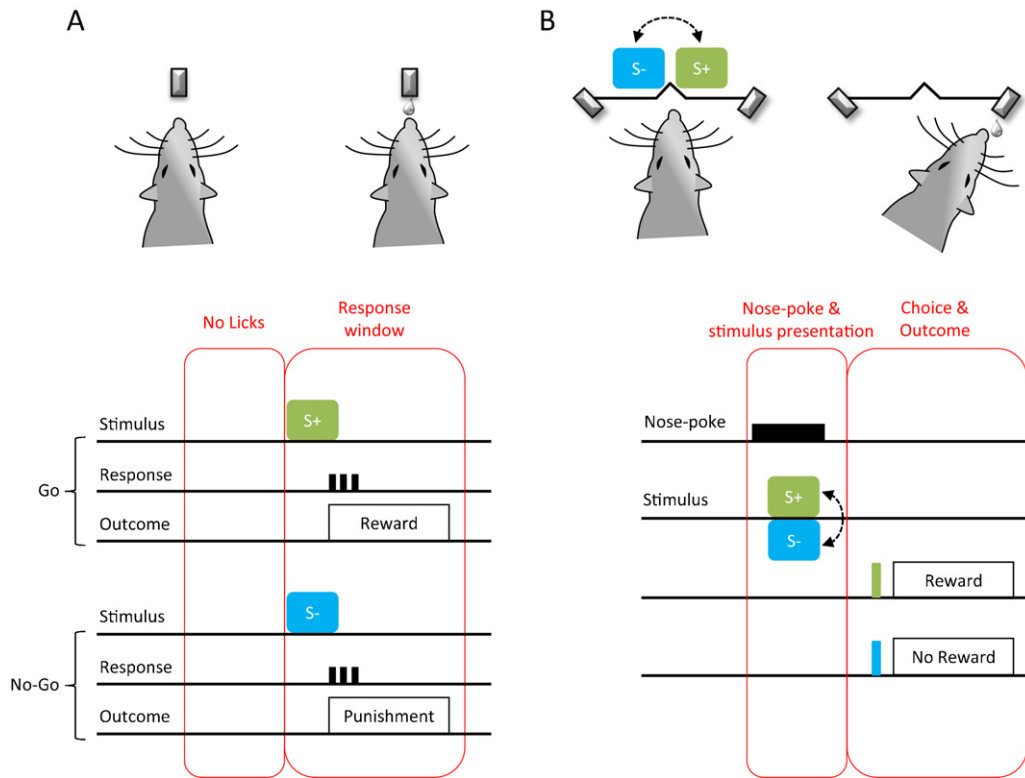 A
B
S-
S+
No Licks
Response
window
Stimulus
S+
Go
Response
Outcome
Reward
Stimulus
S-
No-Go
Response
Outcome
Punishment
Nose-poke &
stimulus presentation
Choice &
Outcome
Nose-poke
Stimulus
S+
S-
Reward
No Reward